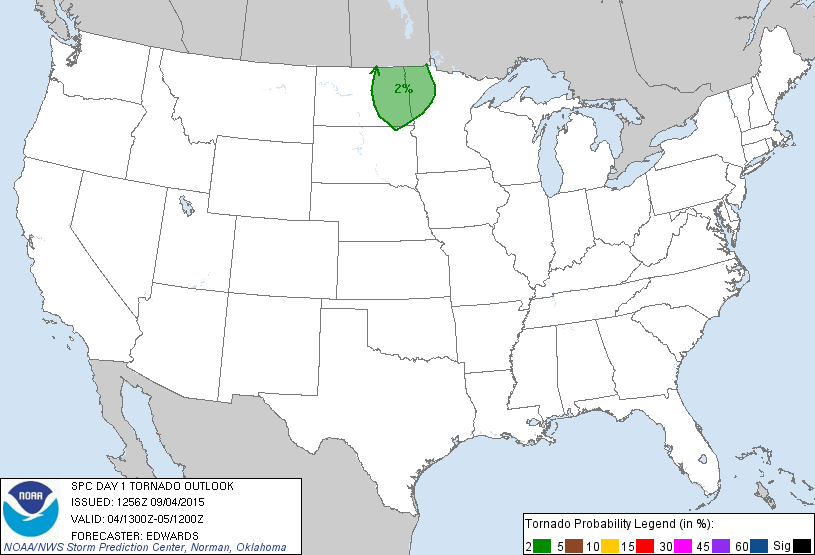 2%
NOAA
SPC DAY 1 TORNADO OUTLOOK
ISSUED: 1256Z 09/04/2015
VALID: 04/1300Z-05/1200Z
FORECASTER: EDWARDS
NOAA/NWS Storm Prediction Center, Norman, Oklahoma
Tornado Probability Legend (in %):
2 5 10 15 30 45 60 Sig